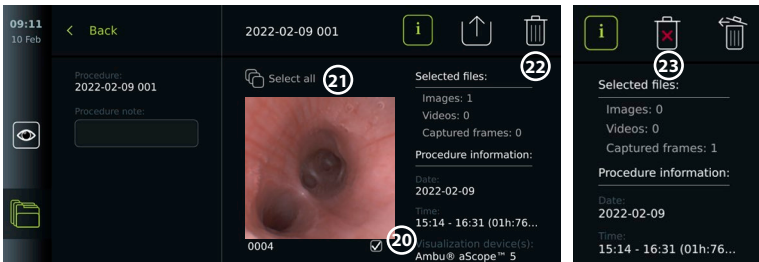 09:11
10 Feb
Back
2022-02-09 001
i
22
Procedure:
2022-02-09 001
Procedure note:
Select all
21
0004
20
Selected files:
Images: 1
Videos: 0
Captured frames: 0
Procedure information:
Date:
2022-02-09
Time:
15:14 - 16:31 (01h:76...
Visualization device(s):
Ambu® aScope™ 5
i
23
Selected files:
Images: 0
Videos: 0
Captured frames: 1
Procedure information:
Date:
2022-02-09
Time:
15:14 - 16:31 (01h:76...